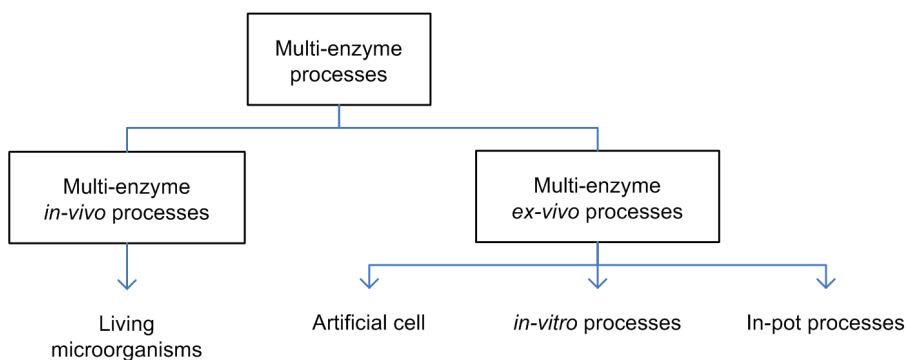 Multi-enzyme
processes
Multi-enzyme
in-vivo processes
Multi-enzyme
ex-vivo processes
Living
microorganisms
Artificial cell
in-vitro processes
In-pot processes